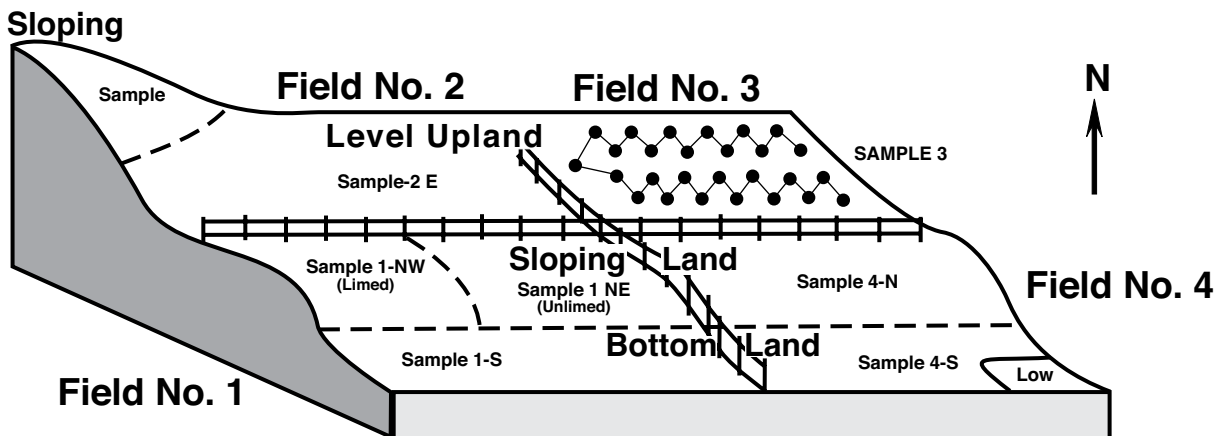 Sloping
Sample
Field No. 2
Field No. 3
N
Level Upland
SAMPLE 3
Sample-2 E
Sloping Land
Sample 1-NW
(Limed)
Sample 1 NE
(Unlimed)
Sample 4-N
Field No. 4
Bottom Land
Sample 1-S
Sample 4-S
Low
Field No. 1